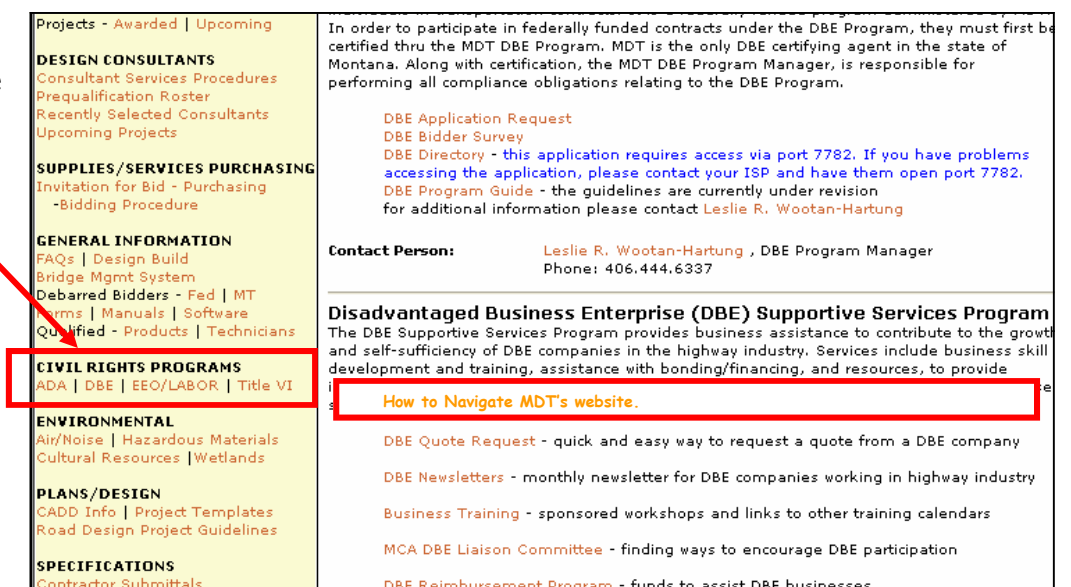 Projects - Awarded | Upcoming
DESIGN CONSULTANTS
Consultant Services Procedures
Prequalification Roster
Recently Selected Consultants
Upcoming Projects
SUPPLIES/SERVICES PURCHASING
Invitation for Bid - Purchasing
-Bidding Procedure
GENERAL INFORMATION
FAQs | Design Build
Bridge Mgmt System
Debarred Bidders - Fed | MT
Forms | Manuals | Software
Qualified - Products | Technicians
CIVIL RIGHTS PROGRAMS
ADA | DBE | EEO/LABOR | Title VI
ENVIRONMENTAL
Air/Noise | Hazardous Materials
Cultural Resources |Wetlands
PLANS/DESIGN
CADD Info | Project Templates
Road Design Project Guidelines
SPECIFICATIONS
Contractor Submittals
In order to participate in federally funded contracts under the DBE Program, they must first be
certified thru the MDT DBE Program. MDT is the only DBE certifying agent in the state of
Montana. Along with certification, the MDT DBE Program Manager, is responsible for
performing all compliance obligations relating to the DBE Program.
DBE Application Request
DBE Bidder Survey
DBE Directory - this application requires access via port 7782. If you have problems
accessing the application, please contact your ISP and have them open port 7782.
DBE Program Guide - the guidelines are currently under revision
for additional information please contact Leslie R. Wootan-Hartung
Contact Person: Leslie R. Wootan-Hartung , DBE Program Manager
Phone: 406.444.6337
Disadvantaged Business Enterprise (DBE) Supportive Services Program
The DBE Supportive Services Program provides business assistance to contribute to the growth
and self-sufficiency of DBE companies in the highway industry. Services include business skill
development and training, assistance with bonding/financing, and resources, to provide
How to Navigate MDT's website.
DBE Quote Request - quick and easy way to request a quote from a DBE company
DBE Newsletters - monthly newsletter for DBE companies working in highway industry
Business Training - sponsored workshops and links to other training calendars
MCA DBE Liaison Committee - finding ways to encourage DBE participation
DBE Reimbursement Program - funds to assist DBE businesses